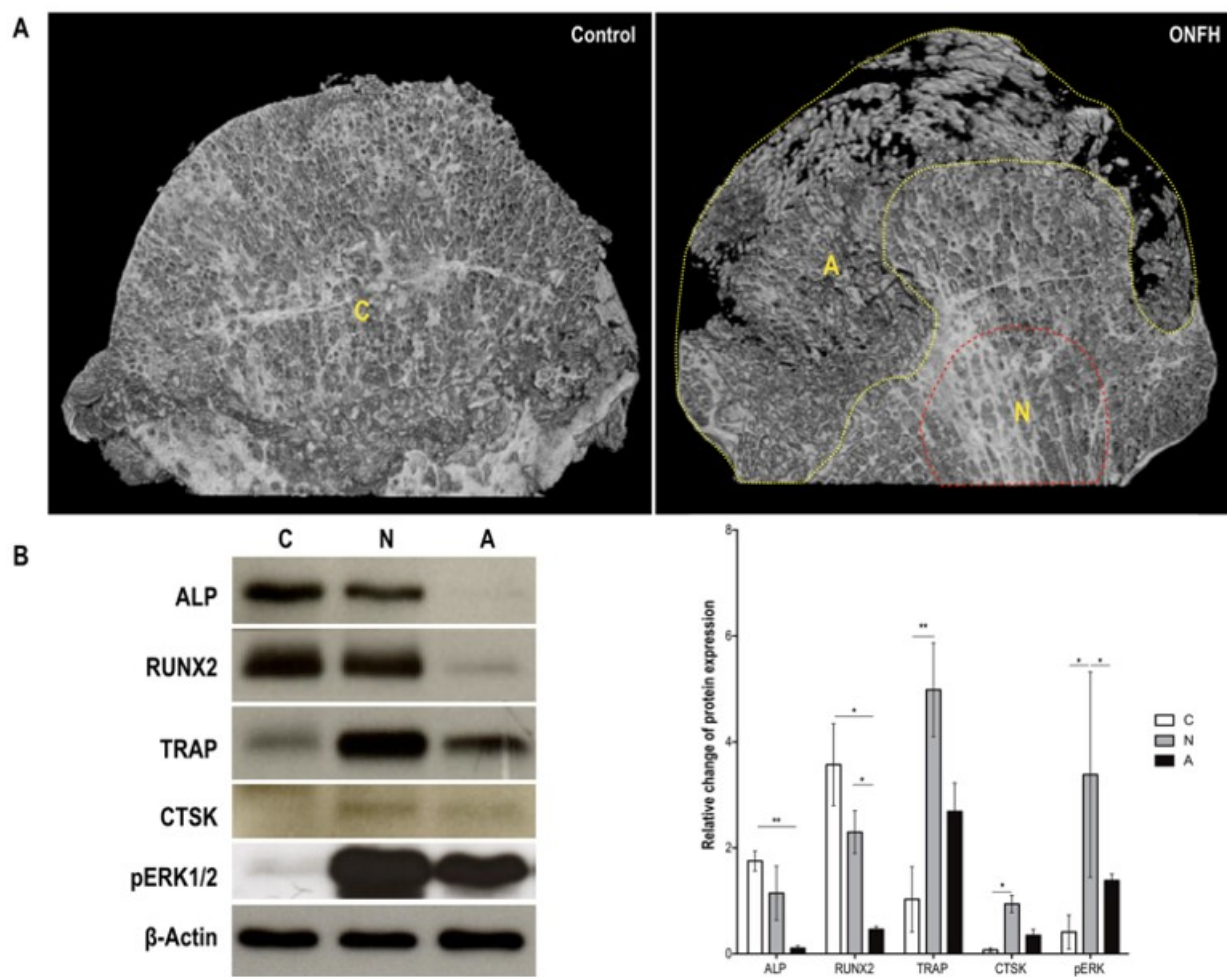 A
Control
C
ONFH
A
N
B
C N A
ALP
RUNX2
TRAP
CTSK
pERK1/2
β-Actin
Relative change of protein expression
8
6
4
2
0
**
*
*
**
*
* *
ALP RUNX2 TRAP CTSK pERK
C
N
A